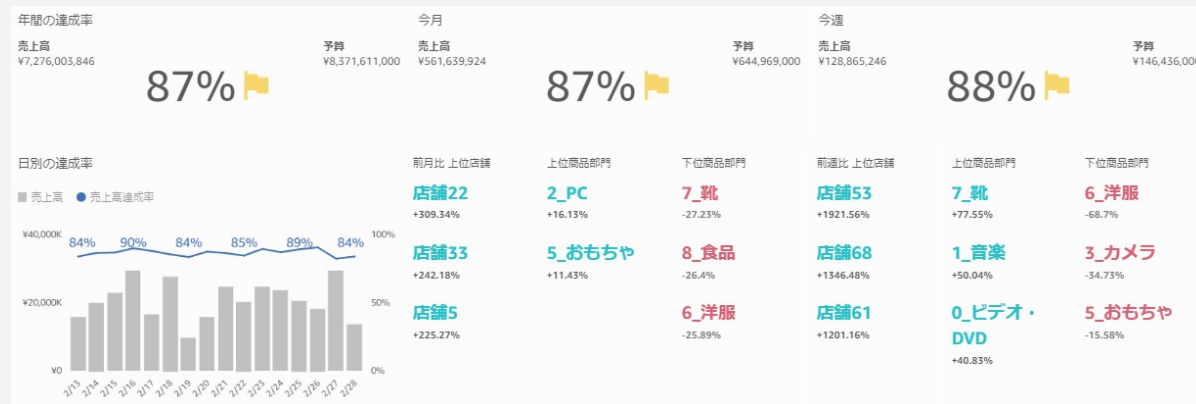 年間の達成率
売上高
¥7,276,003,846
予算
¥8,371,611,000
87%
今月
売上高
¥561,639,924
予算
¥644,969,000
87%
今週
売上高
¥128,865,246
予算
¥146,436,000
88%
日別の達成率
売上高 売上高達成率
¥40,000K
¥20,000K
¥0
84% 90% 84% 85% 89% 84%
100%
50%
0%
2/13 2/14 2/15 2/16 2/17 2/18 2/19 2/20 2/21 2/22 2/23 2/24 2/25 2/26 2/27 2/28
前月比 上位店舗
店舗22
+309.34%
店舗33
+242.18%
店舗5
+225.27%
上位商品部門
2_PC
+16.13%
5_おもちゃ
+11.43%
下位商品部門
7_靴
-27.23%
8_食品
-26.4%
6_洋服
-25.89%
前週比 上位店舗
店舗53
+1921.56%
店舗68
+1346.48%
店舗61
+1201.16%
上位商品部門
7_靴
+77.55%
1_音楽
+50.04%
0_ビデオ・
DVD
+40.83%
下位商品部門
6_洋服
-68.7%
3_カメラ
-34.73%
5_おもちゃ
-15.58%